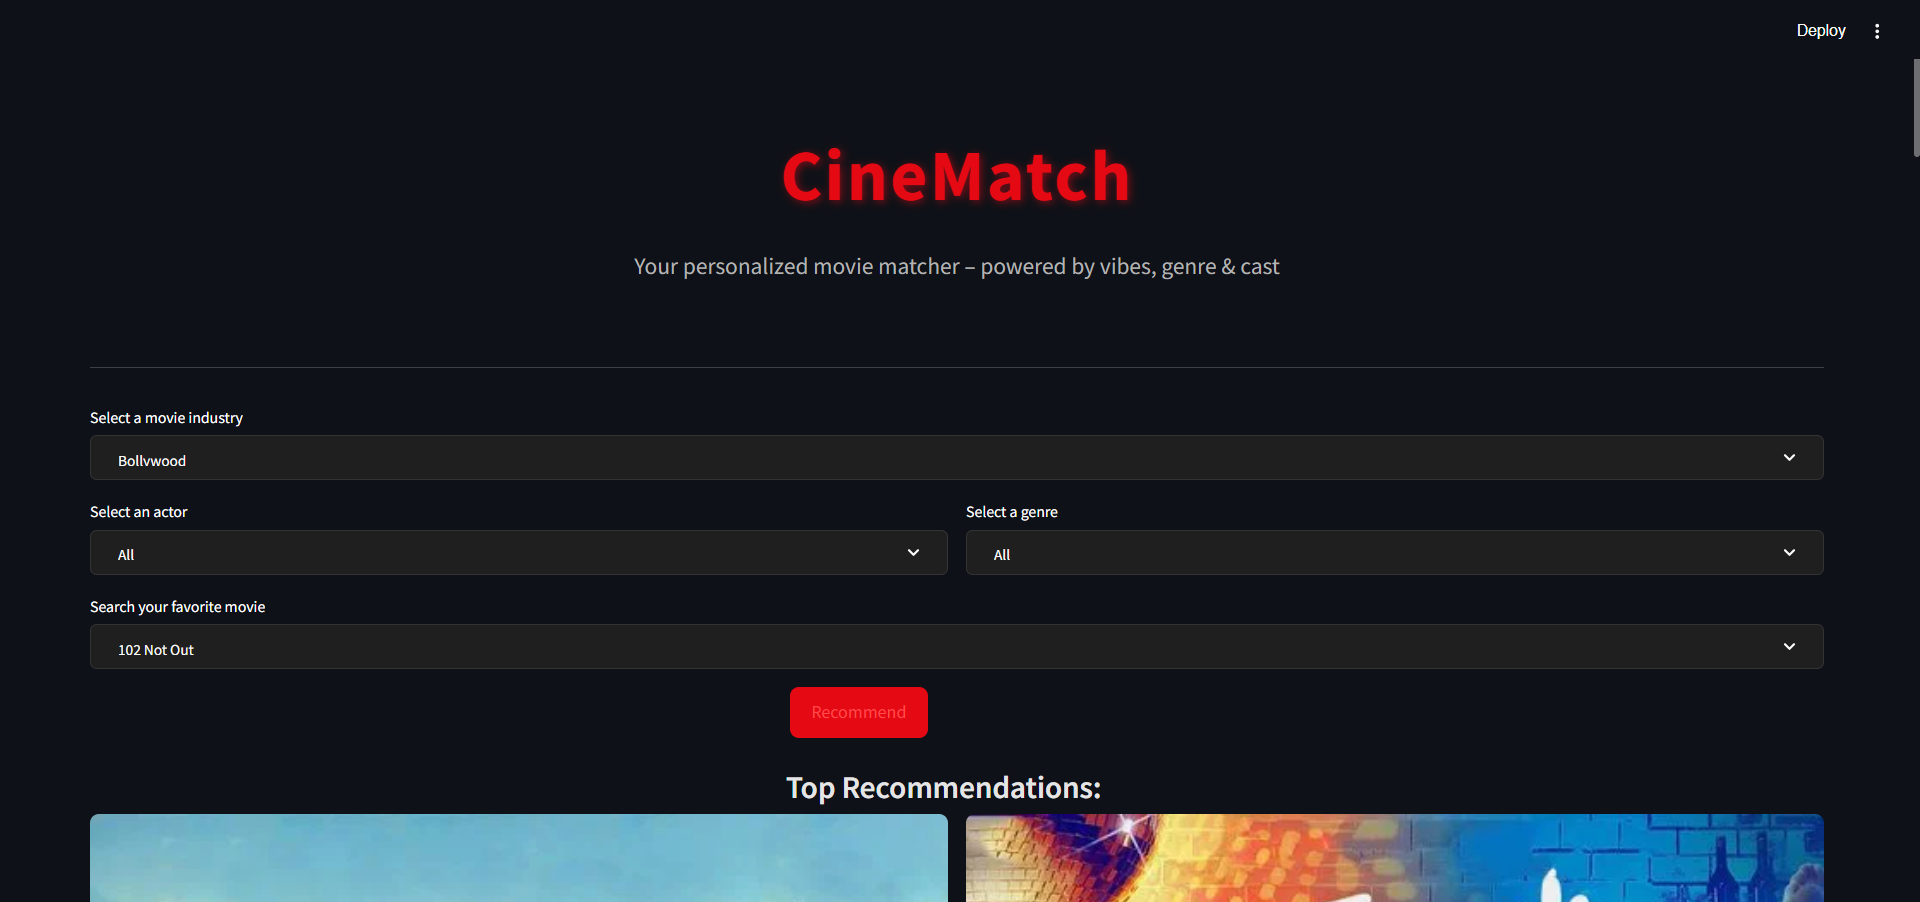 Deploy
CineMatch
Your personalized movie matcher – powered by vibes, genre & cast
Select a movie industry
Bollywood
Select an actor
Select a genre
All
All
Search your favorite movie
102 Not Out
Recommend
Top Recommendations: